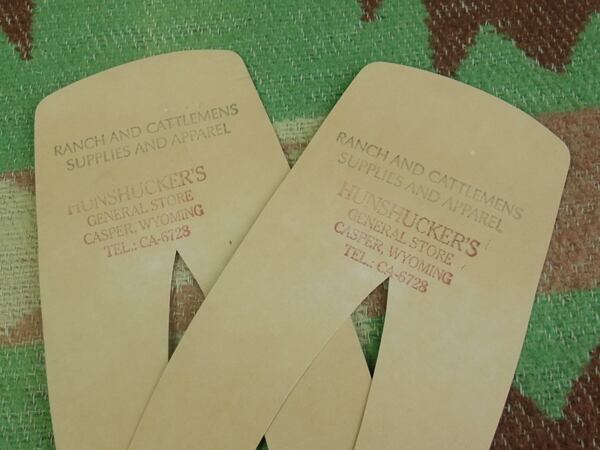 RANCH AND CATTLEMENS
SUPPLIES AND APPAREL
HUNSHUCKER'S
GENERAL STORE
CASPER, WYOMING
TEL.: CA-6728
RANCH AND CATTLEMENS
SUPPLIES AND APPAREL
HUNSHUCKER'S
GENERAL STORE
CASPER, WYOMING
TEL.: CA-6728